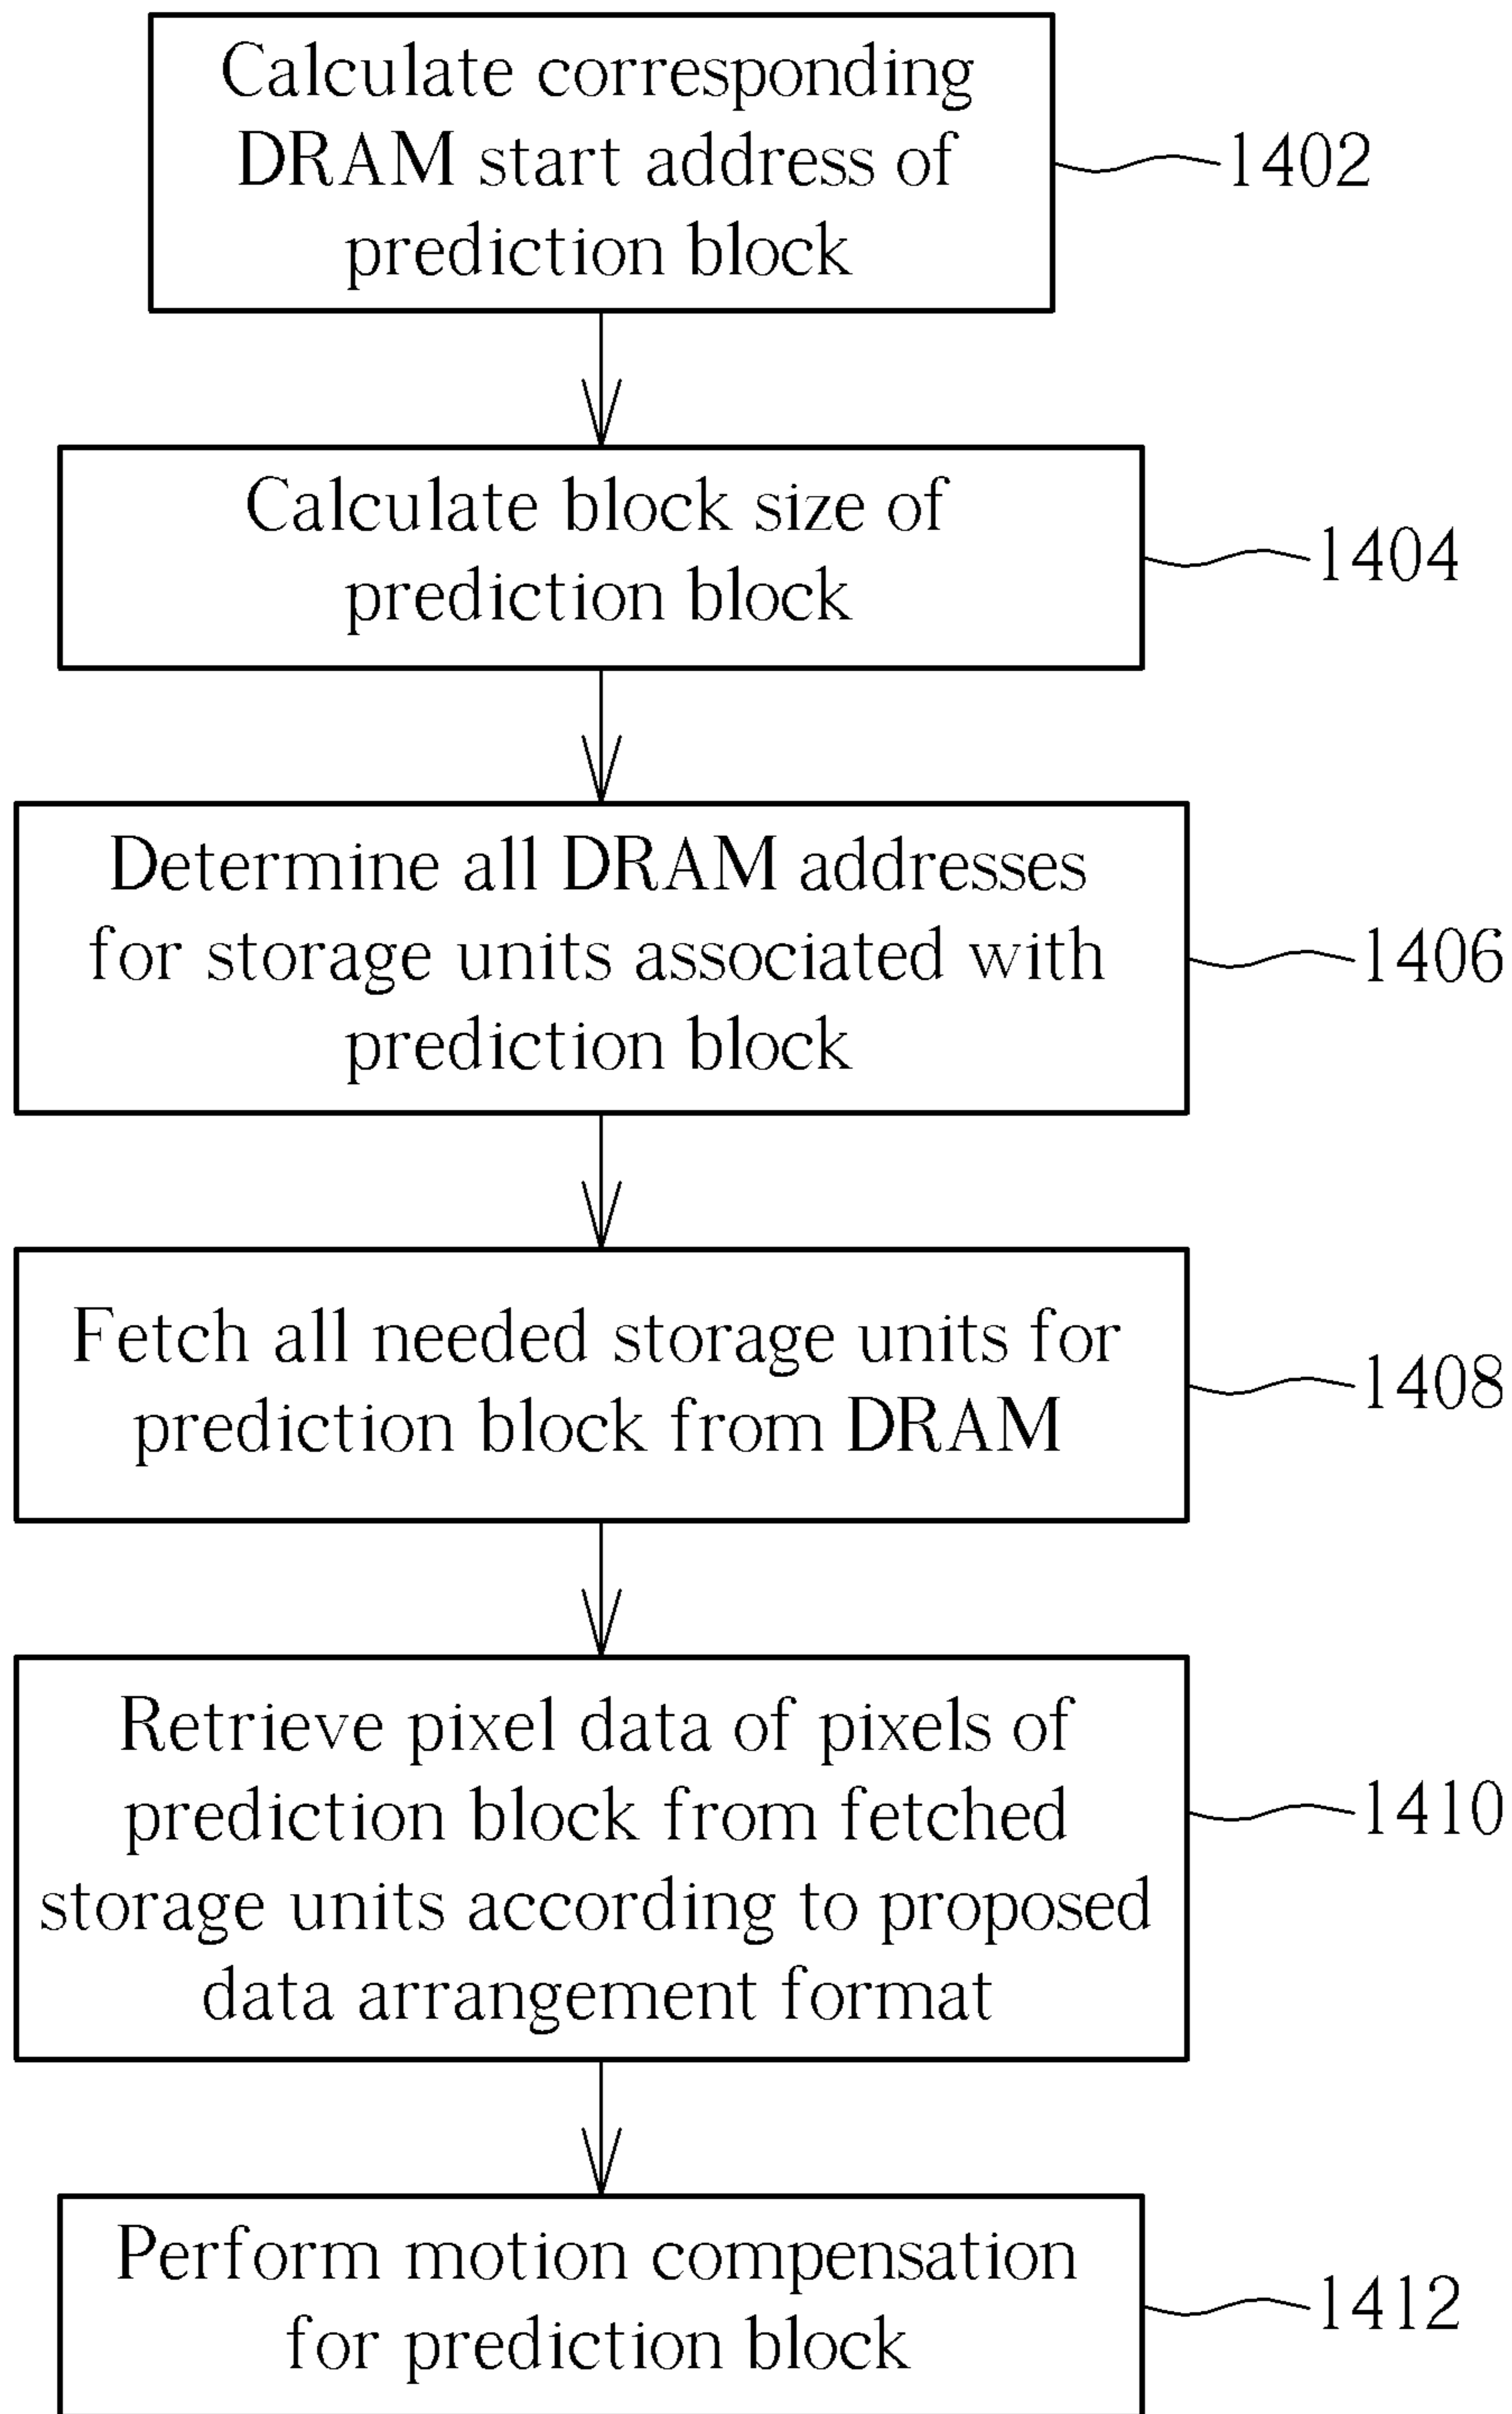 Calculate corresponding
DRAM start address of
prediction block
1402
Calculate block size of
prediction block
1404
Determine all DRAM addresses
for storage units associated with
prediction block
1406
Fetch all needed storage units for
prediction block from DRAM
1408
Retrieve pixel data of pixels of
prediction block from fetched
storage units according to proposed
data arrangement format
1410
Perform motion compensation
for prediction block
1412